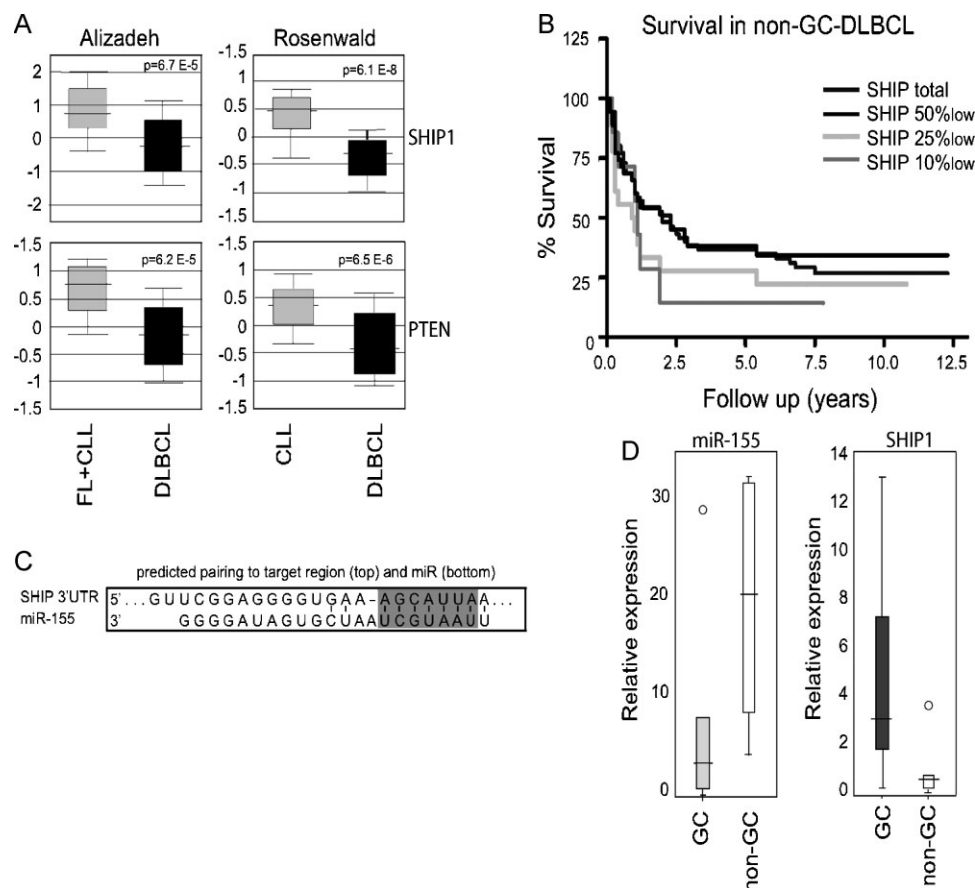 A
Alizadeh
Rosenwald
2
1
0
-1
-2
p=6.7 E-5
-1.5
1
0.5
0
-0.5
-1
-1.5
p=6.1 E-8
SHIP1
-1.5
1
0.5
0
-0.5
-1
-1.5
p=6.2 E-5
-1.5
1
0.5
0
-0.5
-1
-1.5
p=6.5 E-6
PTEN
FL+CLL
DLBCL
CLL
DLBCL
B
Survival in non-GC-DLBCL
% Survival
125
100
75
50
25
0
SHIP total
SHIP 50%low
SHIP 25%low
SHIP 10%low
0.0
2.5
5.0
7.5
10.0
12.5
Follow up (years)
C
predicted pairing to target region (top) and miR (bottom)
SHIP 3'UTR 5' ...GUUCGGAGGGGUGGAA-AGCAUUAA...
miR-155 3' GGGGAUAGUGCUAAUCGUAAUU
D
miR-155
Relative expression
30
20
10
0
GC
non-GC
SHIP1
Relative expression
14
12
10
8
6
4
2
0
GC
non-GC